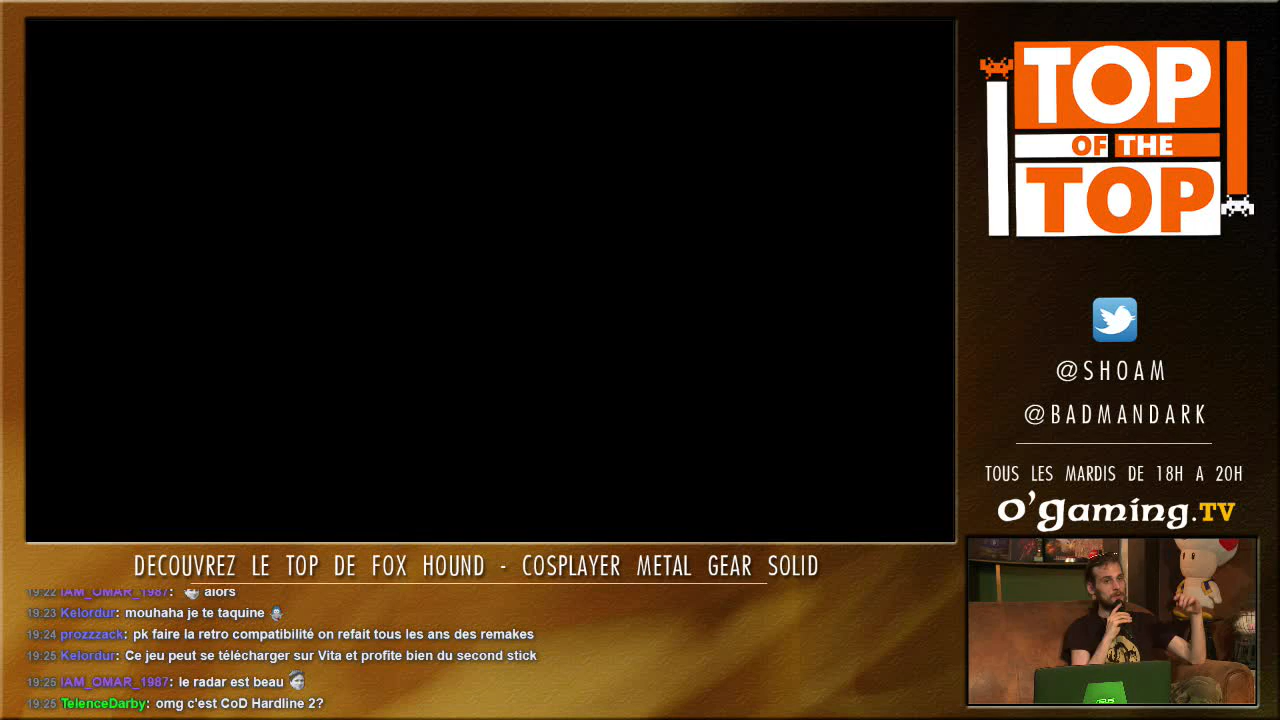 TOP
OF THE
TOP
@SHOAM
@BADMANDARK
TOUS LES MARDIS DE 18H A 20H
O'gaming.TV
DECOUVREZ LE TOP DE FOX HOUND - COSPLAYER METAL GEAR SOLID
19:22 IAM_OMAR_1987: alors
19:23 Kelordur: mouhaha je te taquine
19:24 prozzzack: pk faire la retro compatibilité on refait tous les ans des remakes
19:25 Kelordur: Ce jeu peut se télécharger sur Vita et profite bien du second stick
19:25 IAM_OMAR_1987: le radar est beau
19:25 TelenceDarby: omg c'est CoD Hardline 2?